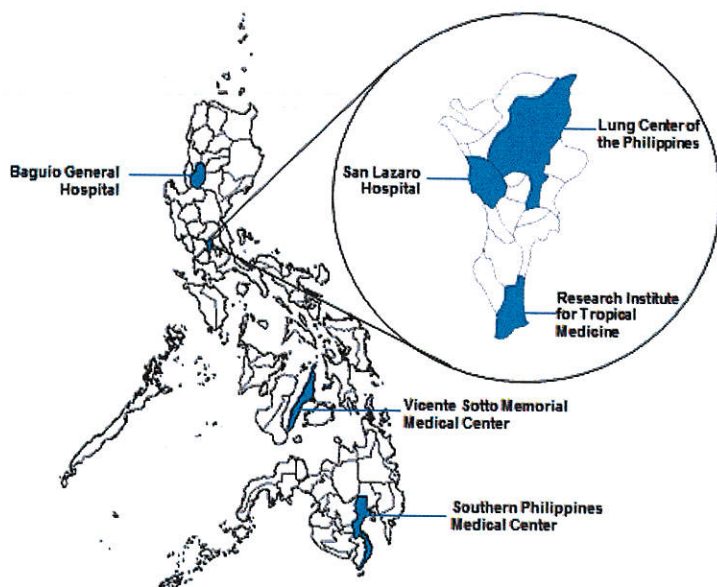 Baguio General
Hospital
Lung Center of
the Philippines
San Lazaro
Hospital
Research Institute
for Tropical
Medicine
Vicente Sotto Memorial
Medical Center
Southern Philippines
Medical Center